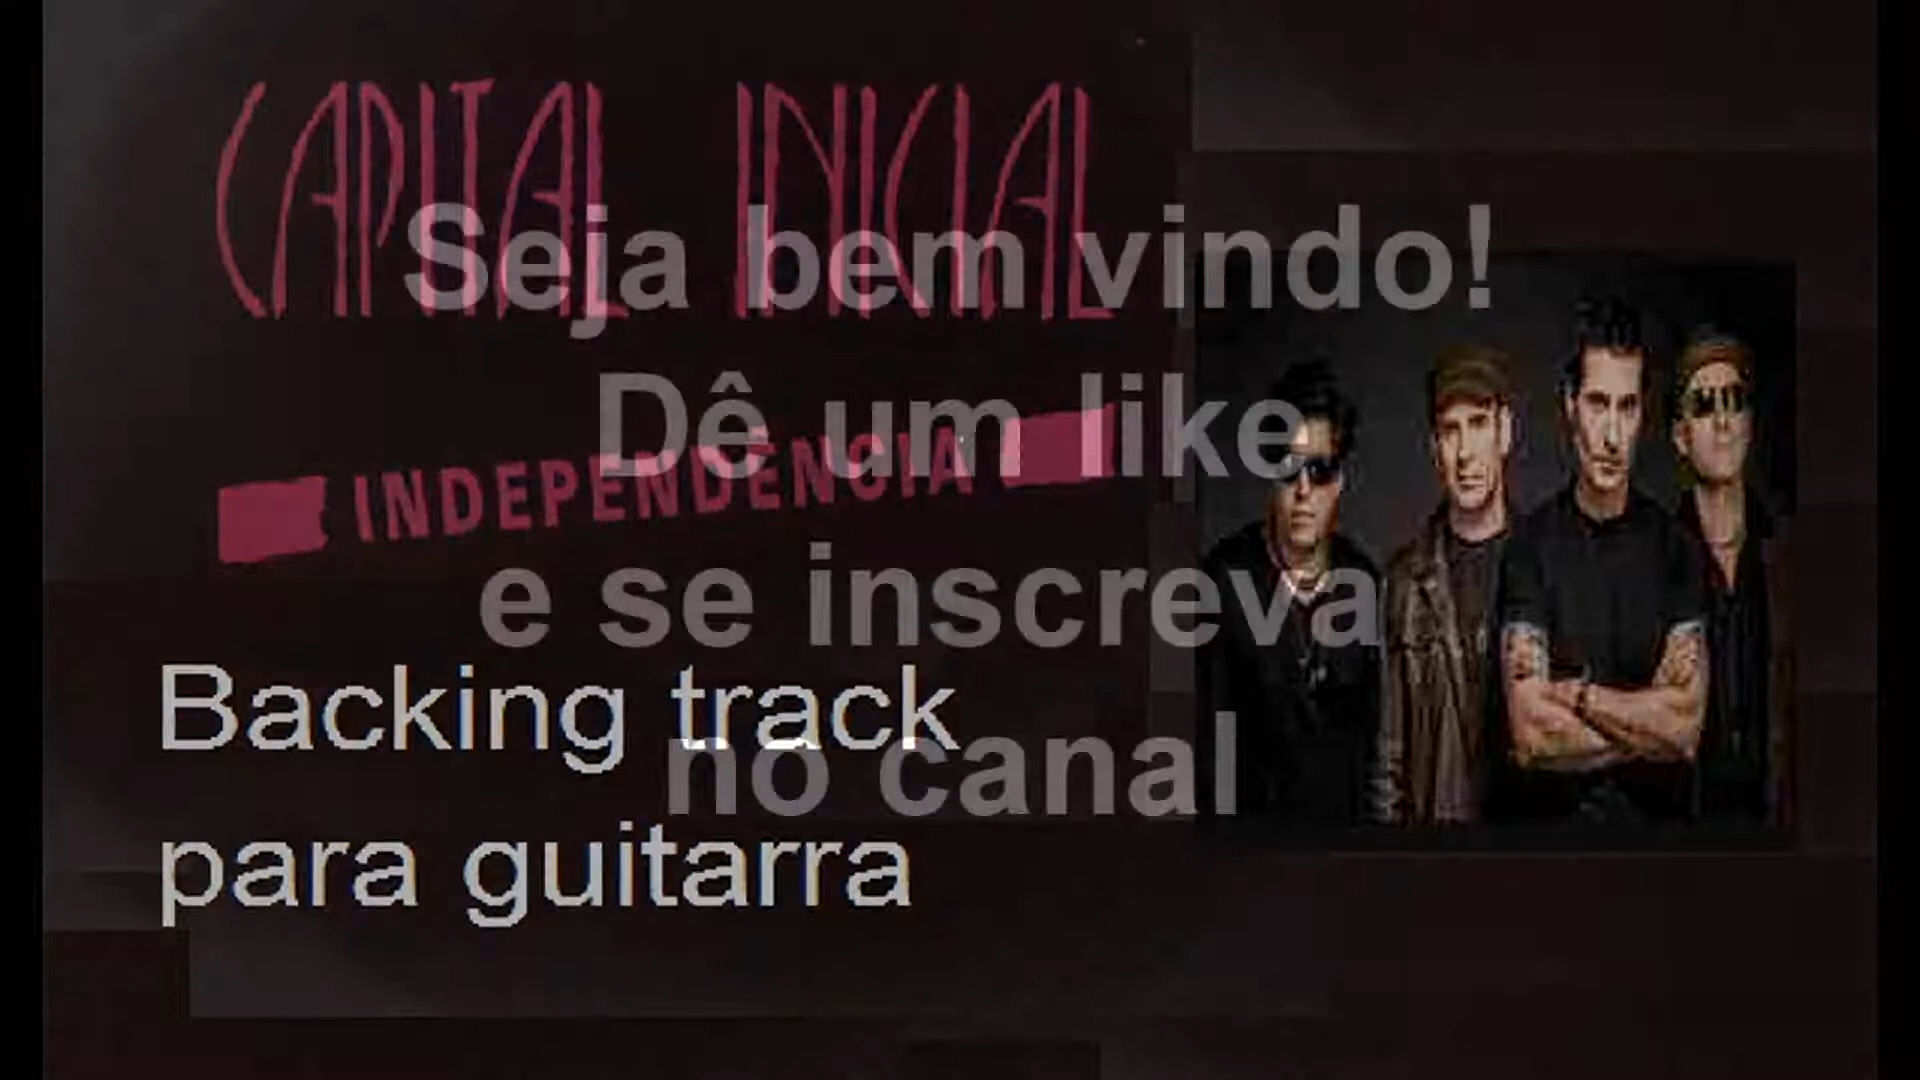 CAPITAL INICIAL
Seja bem vindo!
Dê um like
INDEPENDÊNCIA
e se inscreva
Backing track
no canal
para guitarra